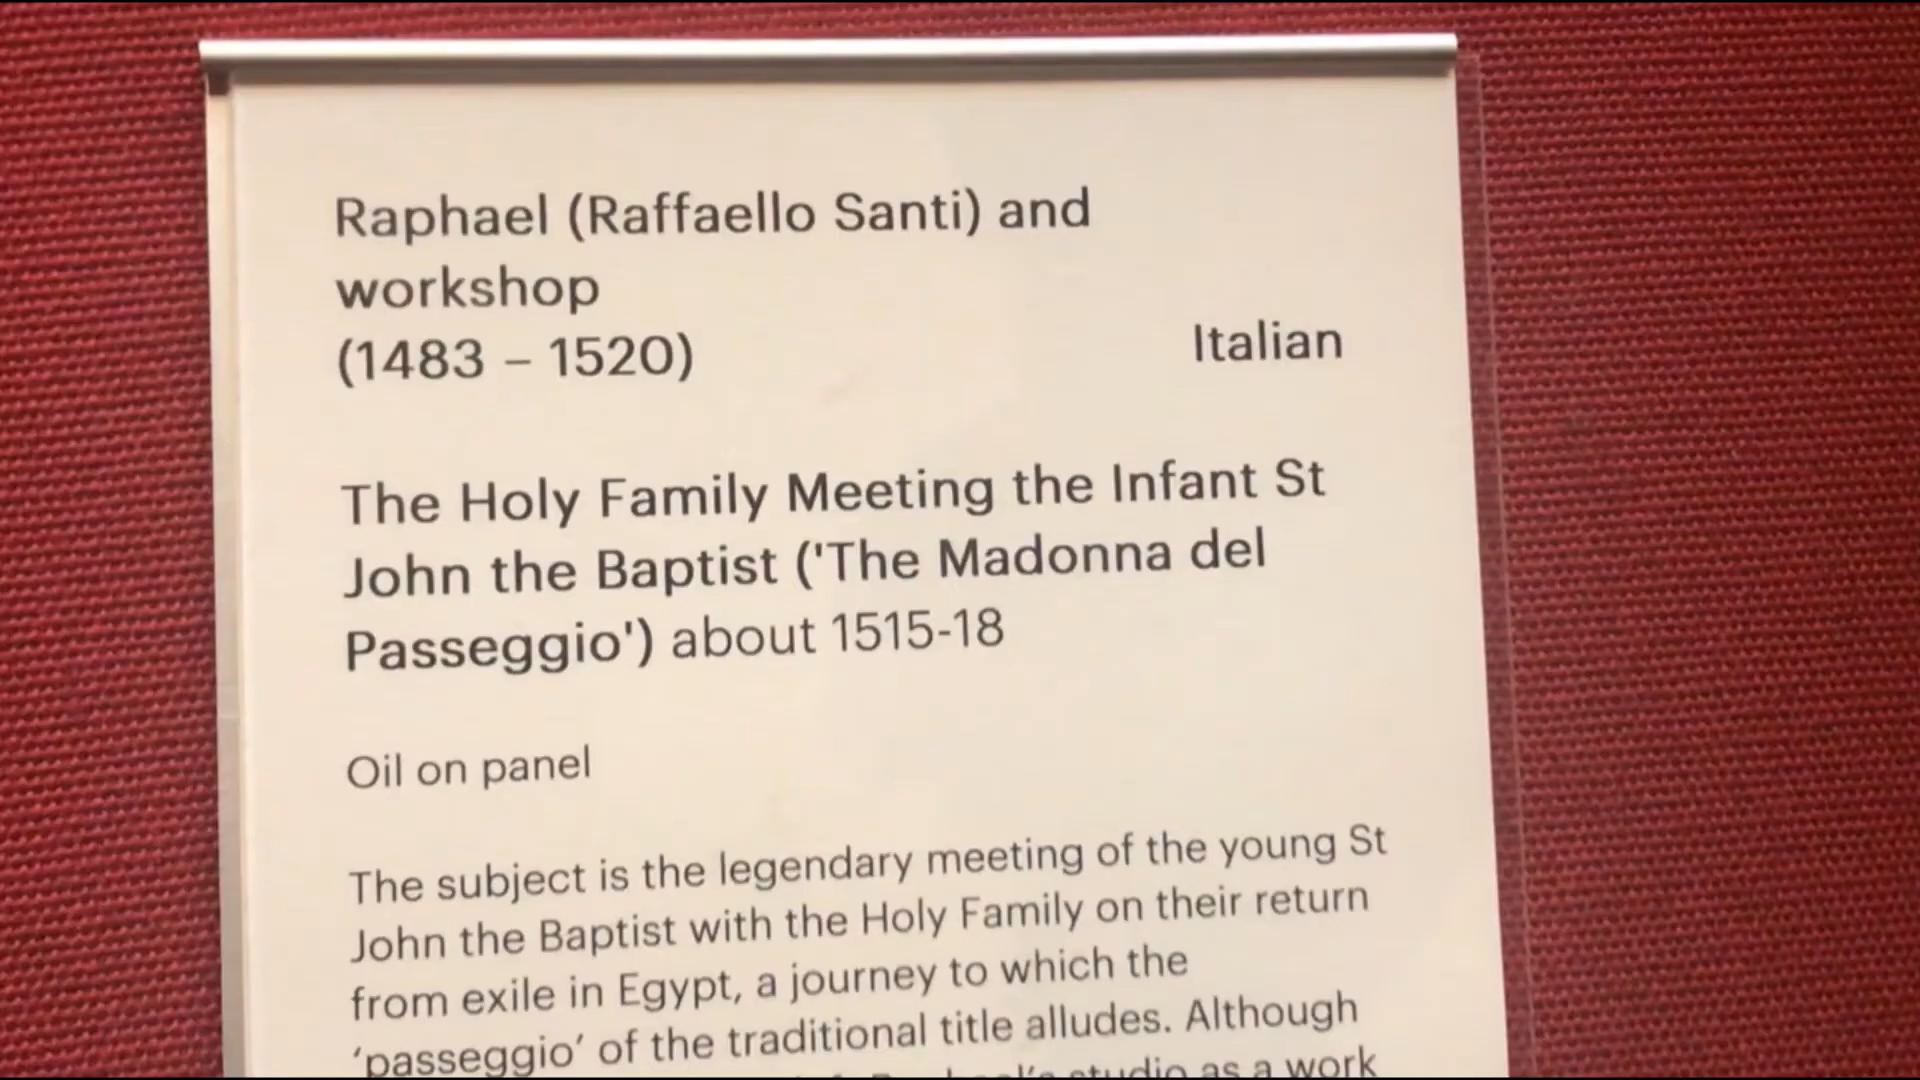 Raphael (Raffaello Santi) and
workshop
(1483 – 1520)
Italian
The Holy Family Meeting the Infant St
John the Baptist ('The Madonna del
Passeggio') about 1515-18
Oil on panel
The subject is the legendary meeting of the young St
John the Baptist with the Holy Family on their return
from exile in Egypt, a journey to which the
‘passeggio’ of the traditional title alludes. Although
studio as a work